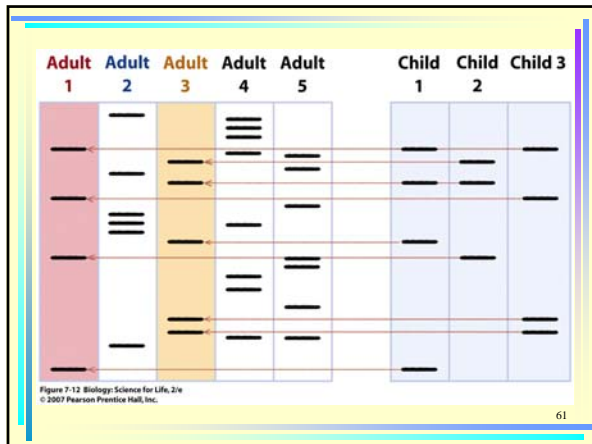 Adult Adult Adult Adult Adult Child Child Child 3
1 2 3 4 5 1 2
Figure 7-12 Biology: Science for Life, 2/e
© 2007 Pearson Prentice Hall, Inc.
61